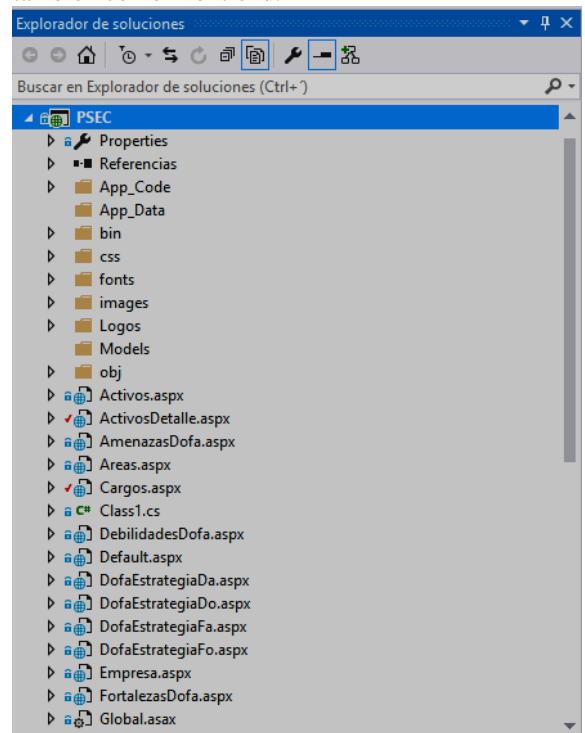 Explorador de soluciones
Buscar en Explorador de soluciones (Ctrl+´)
PSEC
Properties
Referencias
App_Code
App_Data
bin
css
fonts
images
Logos
Models
obj
Activos.aspx
ActivosDetalle.aspx
AmenazasDofa.aspx
Areas.aspx
Cargos.aspx
C# Class1.cs
DebilidadesDofa.aspx
Default.aspx
DofaEstrategiaDa.aspx
DofaEstrategiaDo.aspx
DofaEstrategiaFa.aspx
DofaEstrategiaFo.aspx
Empresa.aspx
FortalezasDofa.aspx
Global.asax